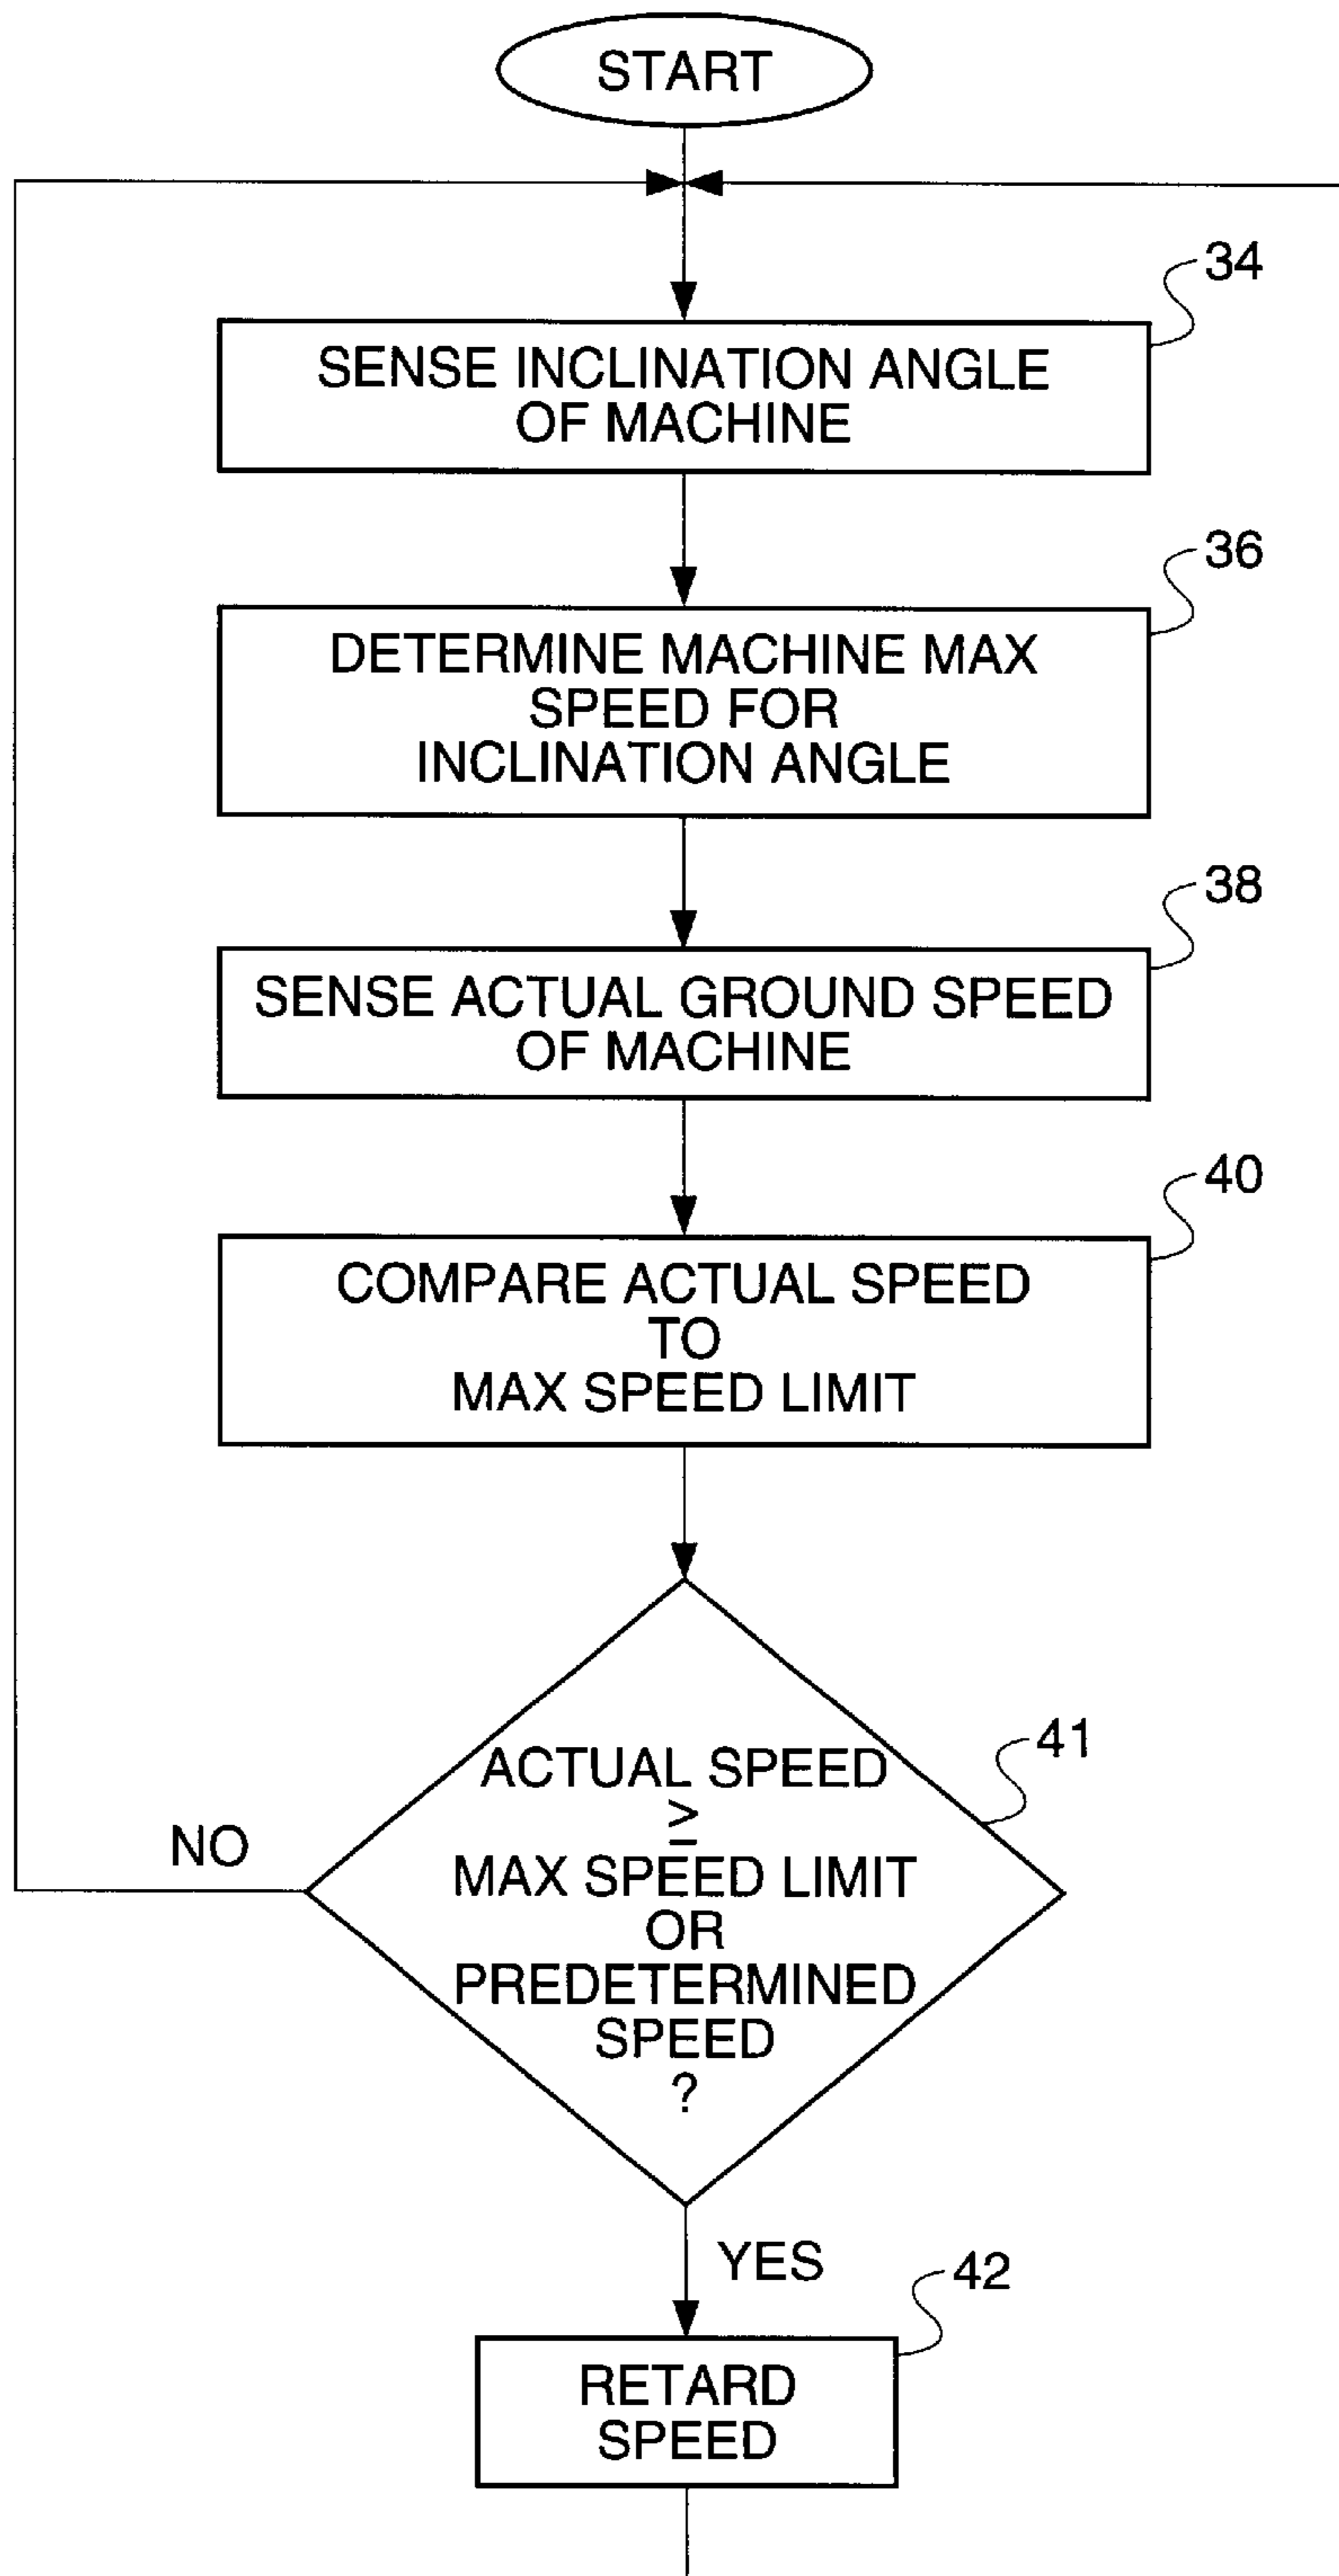 START
34
SENSE INCLINATION ANGLE
OF MACHINE
36
DETERMINE MACHINE MAX
SPEED FOR
INCLINATION ANGLE
38
SENSE ACTUAL GROUND SPEED
OF MACHINE
40
COMPARE ACTUAL SPEED
TO
MAX SPEED LIMIT
41
ACTUAL SPEED
≥
MAX SPEED LIMIT
OR
PREDETERMINED
SPEED
?
NO
YES
42
RETARD
SPEED